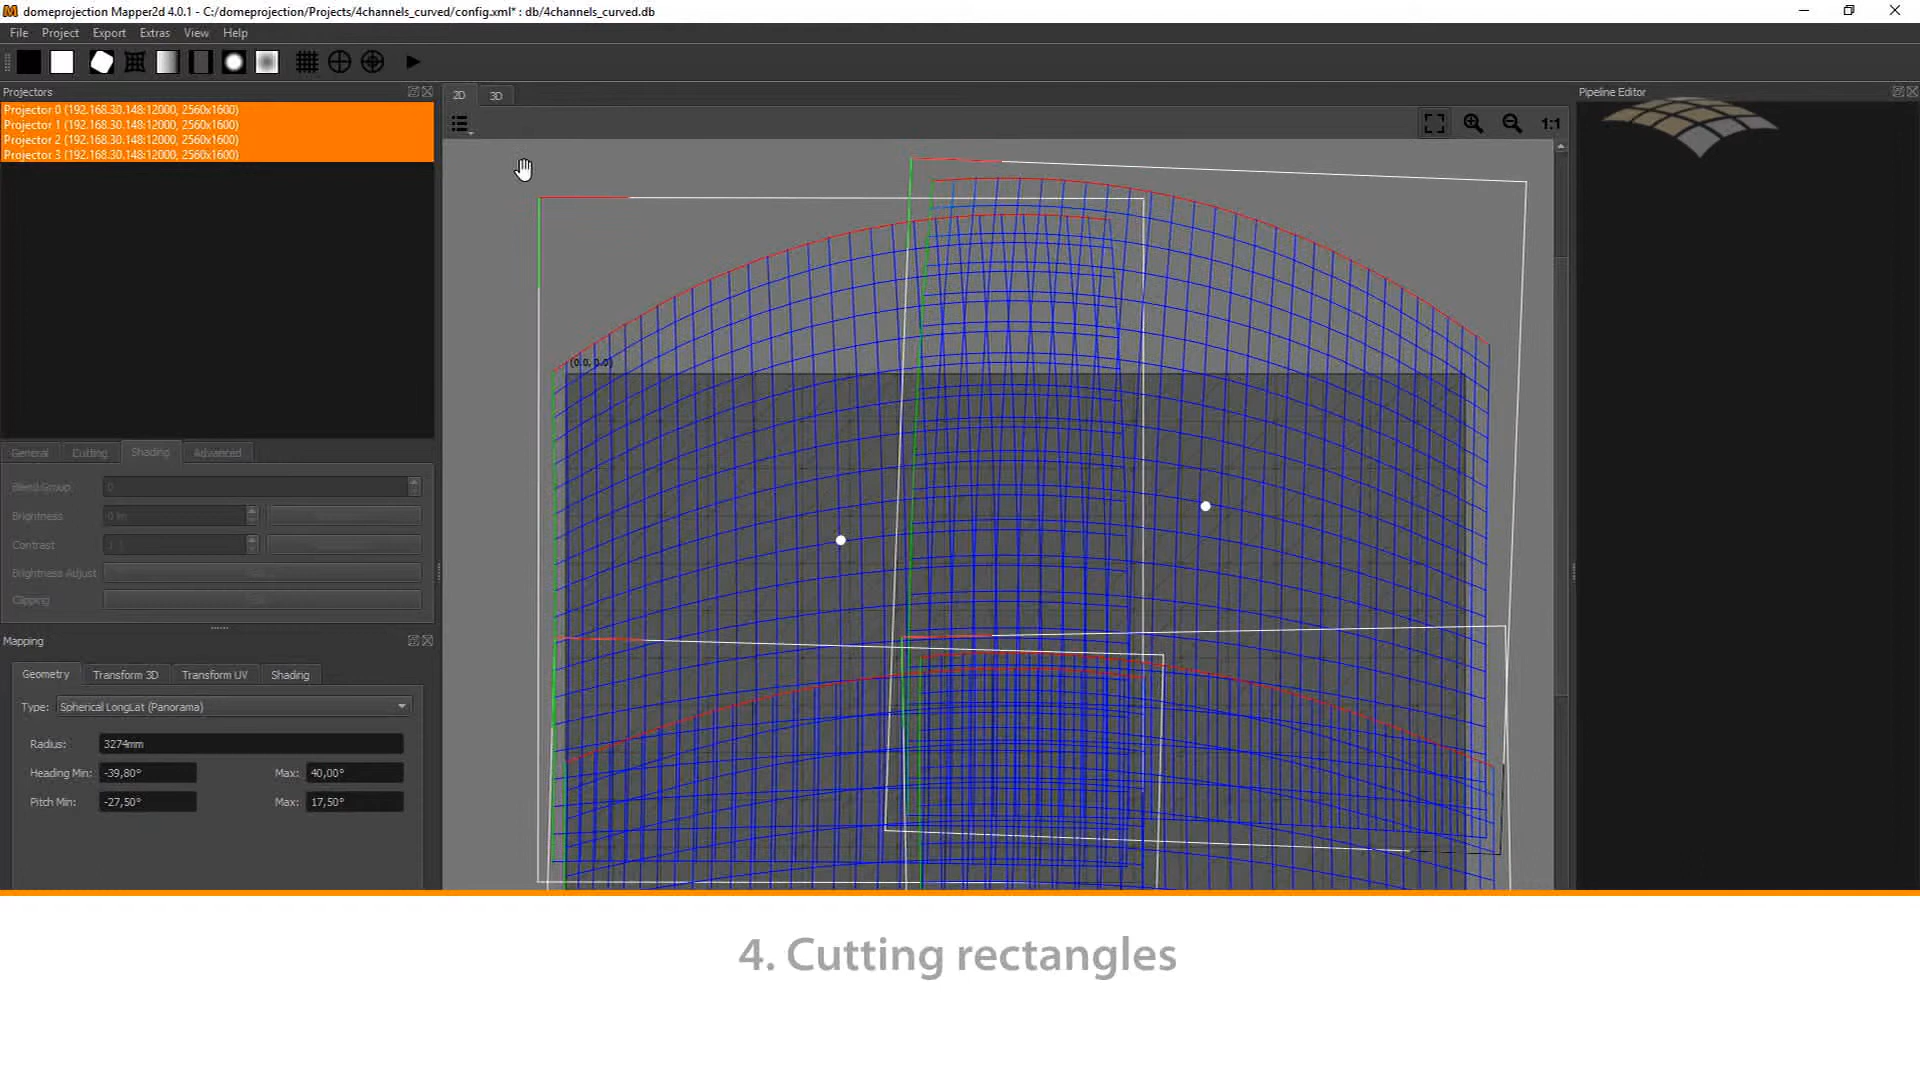 domeprojection Mapper2d 4.0.1 - C:/domeprojection/Projects/4channels_curved/config.xml* : db/4channels_curved.db
File Project Export Extras View Help
Projectors
2D 3D
Pipeline Editor
Projector 0 (192.168.30.148:12000, 2560x1600)
Projector 1 (192.168.30.148:12000, 2560x1600)
Projector 2 (192.168.30.148:12000, 2560x1600)
Projector 3 (192.168.30.148:12000, 2560x1600)
1:1
(0.0, 0.0)
General Cutting Shading Advanced
Blend Group 0
Brightness
Contrast
Brightness Adjust
Clipping
Mapping
Geometry Transform 3D Transform UV Shading
Type: Spherical LongLat (Panorama)
Radius: 3274mm
Heading Min: -39,80° Max: 40,00°
Pitch Min: -27,50° Max: 17,50°
4. Cutting rectangles